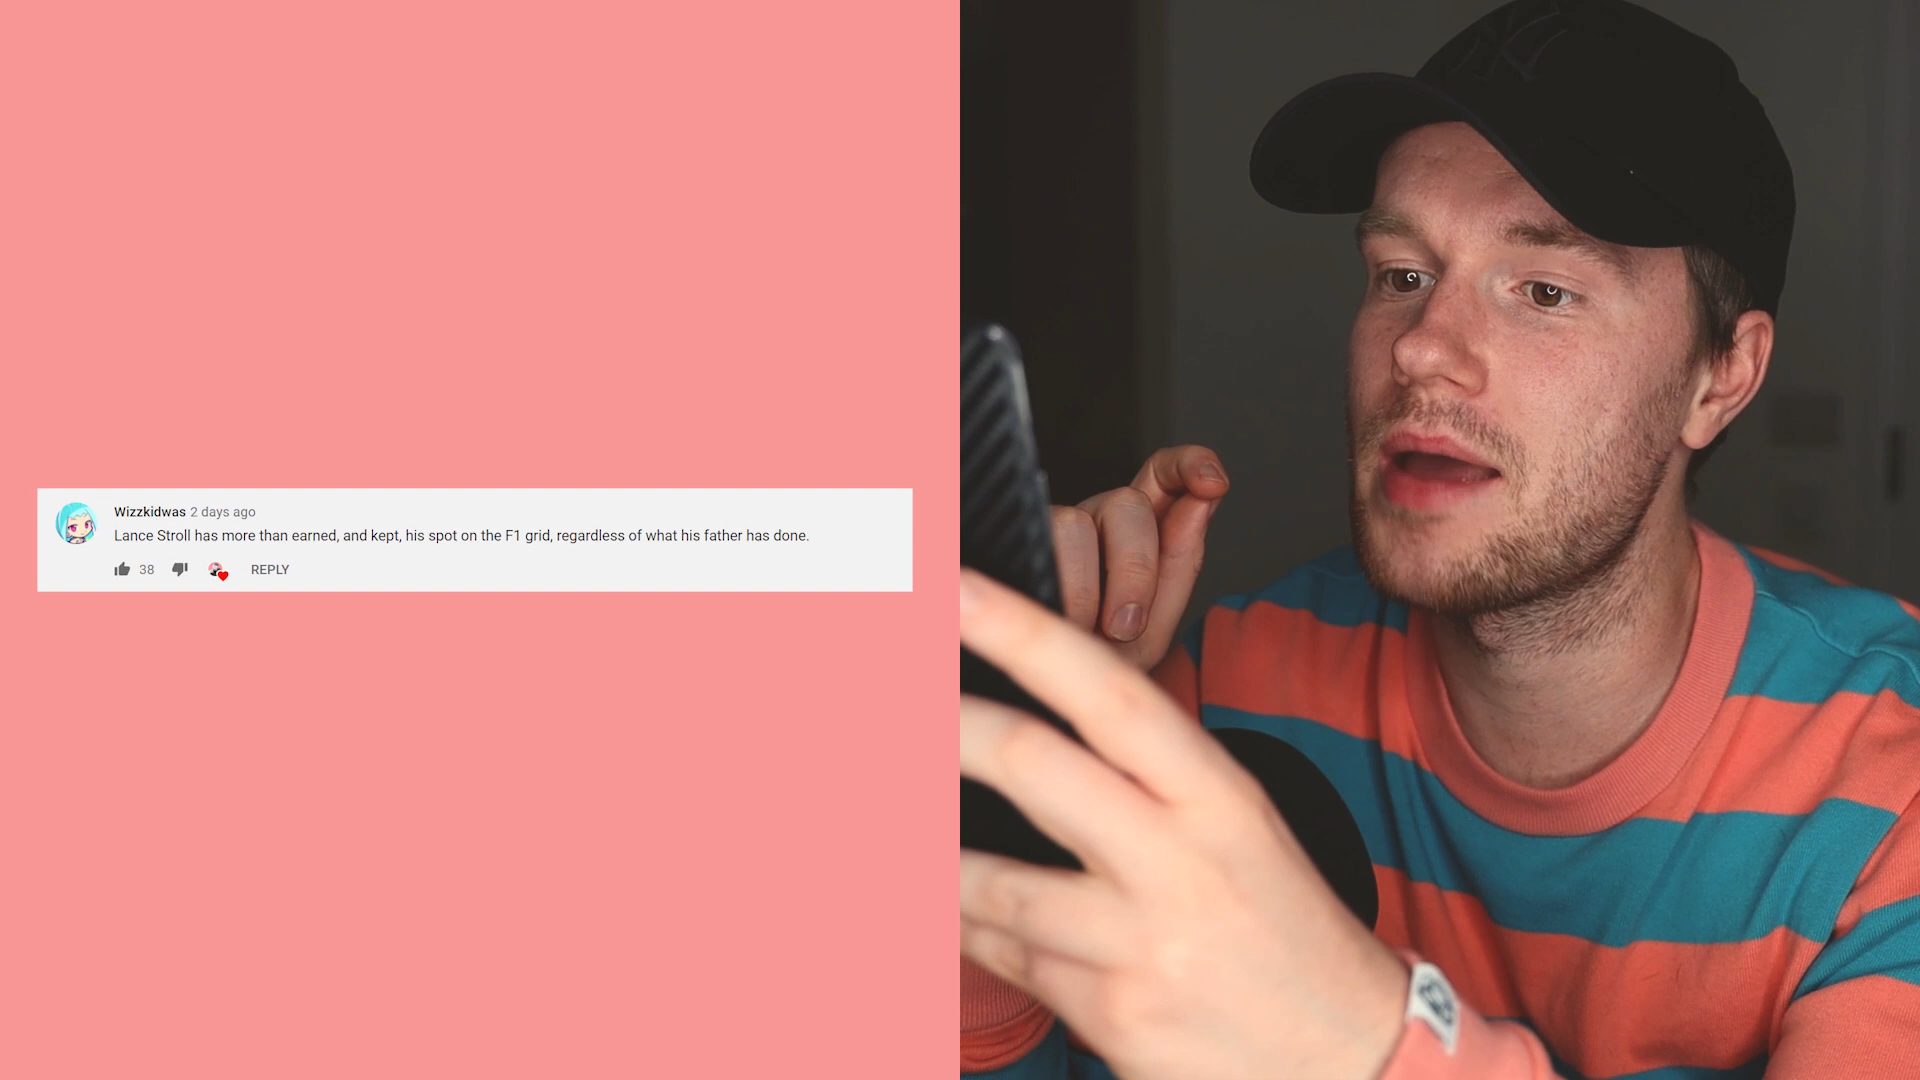 Wizzkidwas 2 days ago
Lance Stroll has more than earned, and kept, his spot on the F1 grid, regardless of what his father has done.
38 REPLY